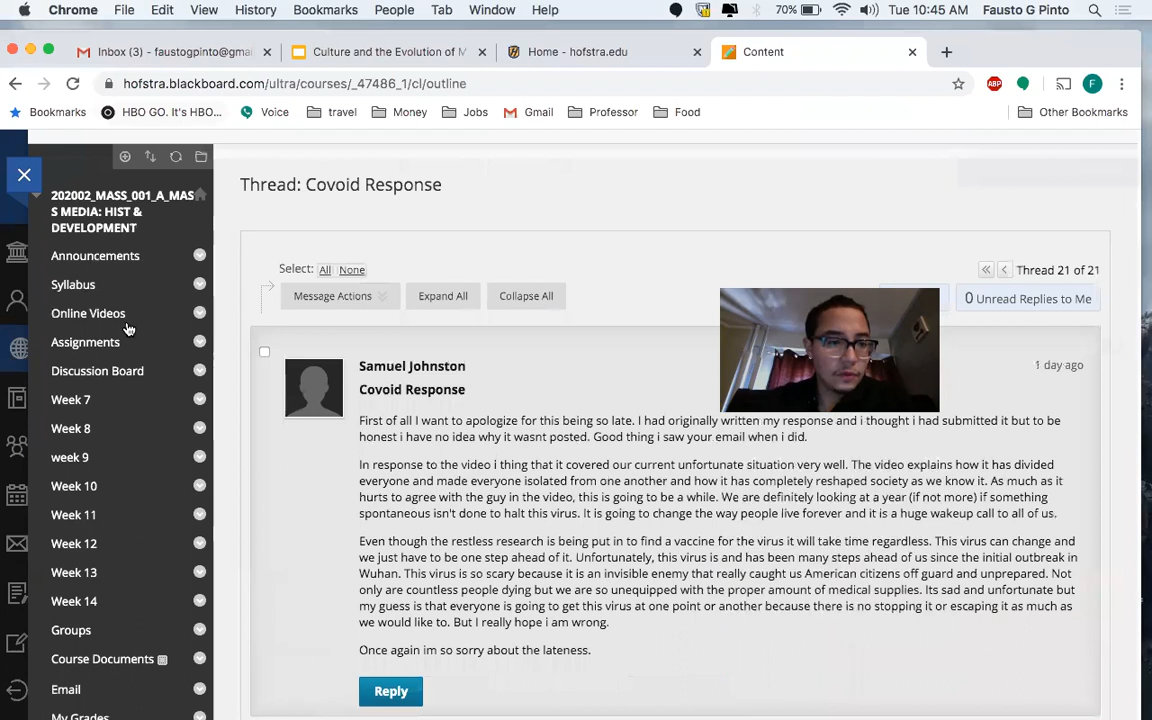 Chrome File Edit View History Bookmarks People Tab Window Help 70% Tue 10:45 AM Fausto G Pinto
Inbox (3) - faustogpinto@gmai × Culture and the Evolution of M × Home - hofstra.edu × Content ×
hofstra.blackboard.com/ultra/courses/_47486_1/cl/outline ABP F
Bookmarks HBO GO. It's HBO... Voice travel Money Jobs Gmail Professor Food Other Bookmarks
202002_MASS_001_A_MAS
S MEDIA: HIST &
DEVELOPMENT
Announcements
Syllabus
Online Videos
Assignments
Discussion Board
Week 7
Week 8
week 9
Week 10
Week 11
Week 12
Week 13
Week 14
Groups
Course Documents
Email
My Grades
Thread: Covoid Response
Select: All None
Thread 21 of 21
Message Actions Expand All Collapse All
0 Unread Replies to Me
Samuel Johnston
1 day ago
Covoid Response
First of all I want to apologize for this being so late. I had originally written my response and i thought i had submitted it but to be
honest i have no idea why it wasnt posted. Good thing i saw your email when i did.
In response to the video i thing that it covered our current unfortunate situation very well. The video explains how it has divided
everyone and made everyone isolated from one another and how it has completely reshaped society as we know it. As much as it
hurts to agree with the guy in the video, this is going to be a while. We are definitely looking at a year (if not more) if something
spontaneous isn't done to halt this virus. It is going to change the way people live forever and it is a huge wakeup call to all of us.
Even though the restless research is being put in to find a vaccine for the virus it will take time regardless. This virus can change and
we just have to be one step ahead of it. Unfortunately, this virus is and has been many steps ahead of us since the initial outbreak in
Wuhan. This virus is so scary because it is an invisible enemy that really caught us American citizens off guard and unprepared. Not
only are countless people dying but we are so unequipped with the proper amount of medical supplies. Its sad and unfortunate but
my guess is that everyone is going to get this virus at one point or another because there is no stopping it or escaping it as much as
we would like to. But I really hope i am wrong.
Once again im so sorry about the lateness.
Reply